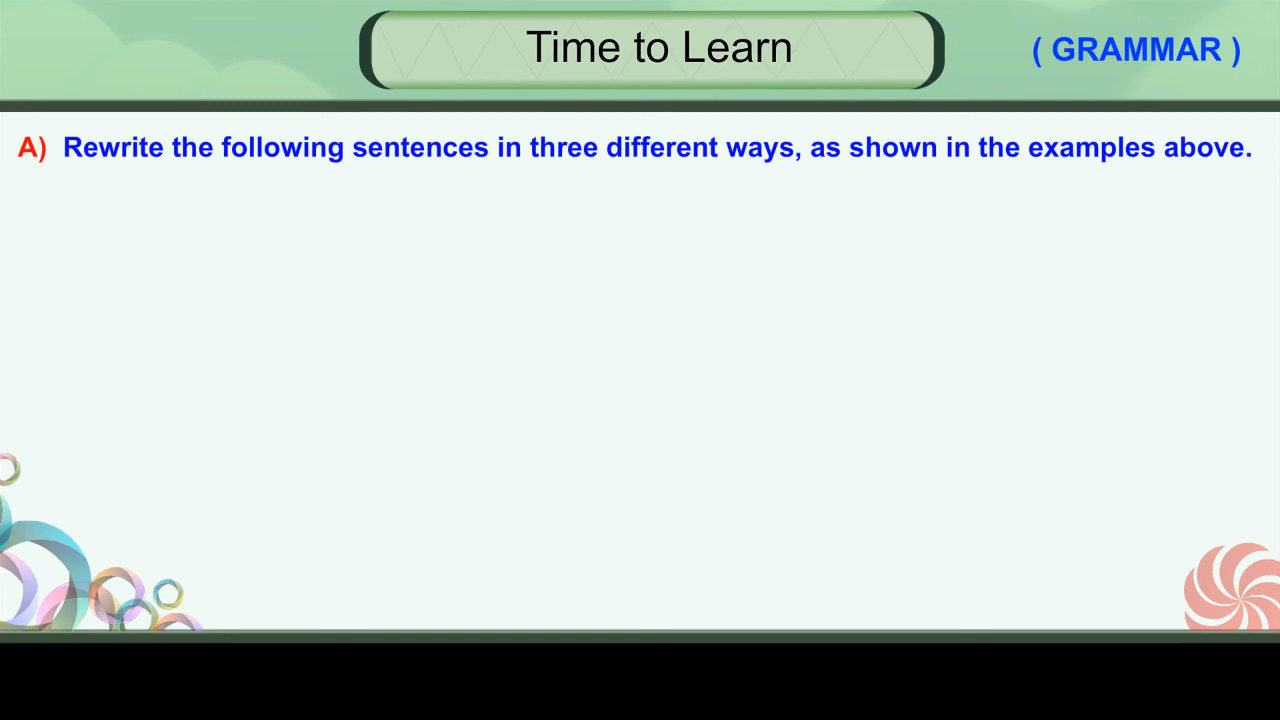 Time to Learn
( GRAMMAR )
A) Rewrite the following sentences in three different ways, as shown in the examples above.